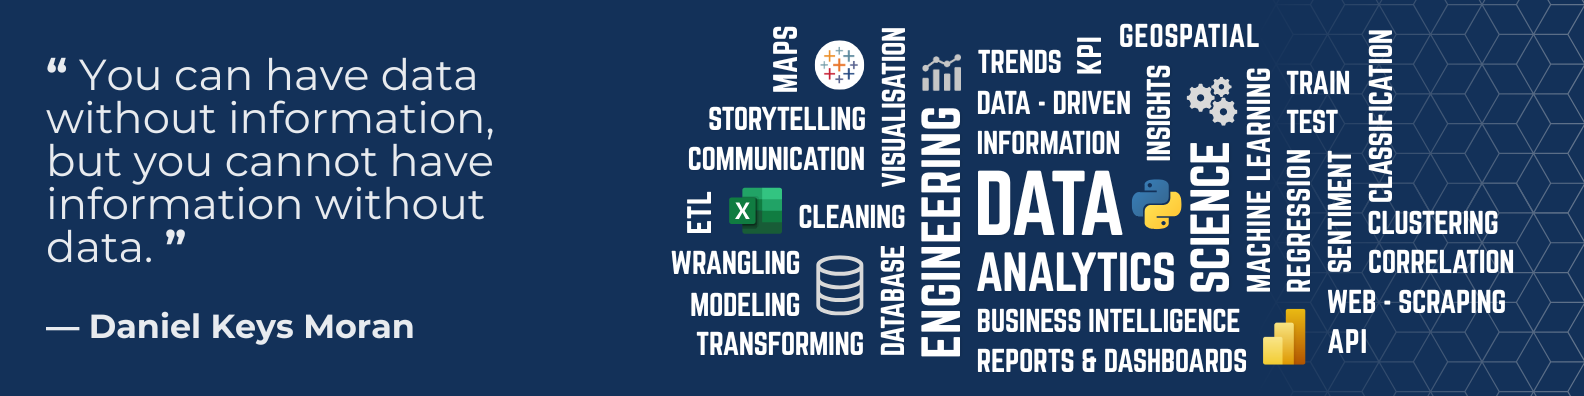 “ You can have data
without information,
but you cannot have
information without
data. ”
— Daniel Keys Moran
MAPS
STORYTELLING
COMMUNICATION
VISUALISATION
ETL
X
CLEANING
WRANGLING
MODELING
TRANSFORMING
DATABASE
ENGINEERING
TRENDS
KPI
GEOSPATIAL
DATA - DRIVEN
INFORMATION
INSIGHTS
DATA
ANALYTICS
SCIENCE
BUSINESS INTELLIGENCE
REPORTS & DASHBOARDS
MACHINE LEARNING
TRAIN
TEST
REGRESSION
SENTIMENT
CLASSIFICATION
CLUSTERING
CORRELATION
WEB - SCRAPING
API